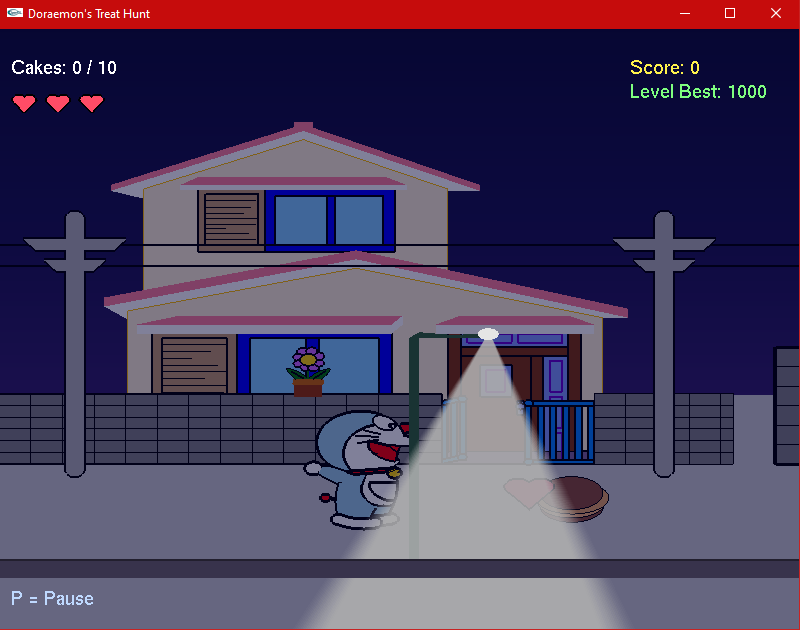 Doraemon's Treat Hunt
Cakes: 0 / 10
Score: 0
Level Best: 1000
P = Pause